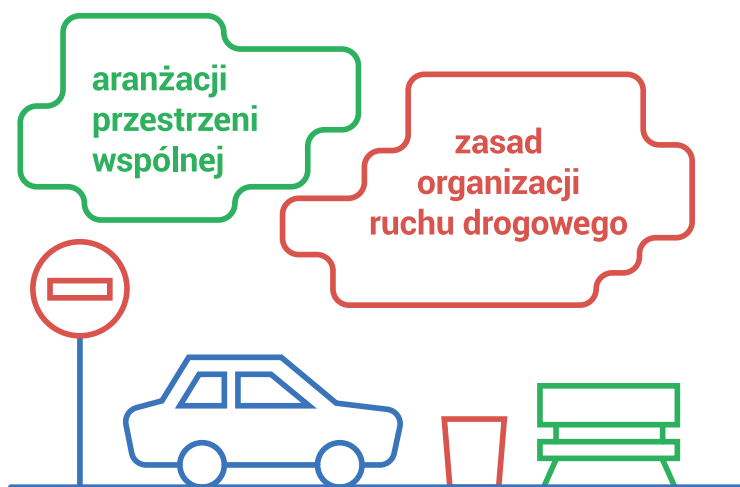 aranżacji
przestrzeni
wspólnej
zasad
organizacji
ruchu drogowego